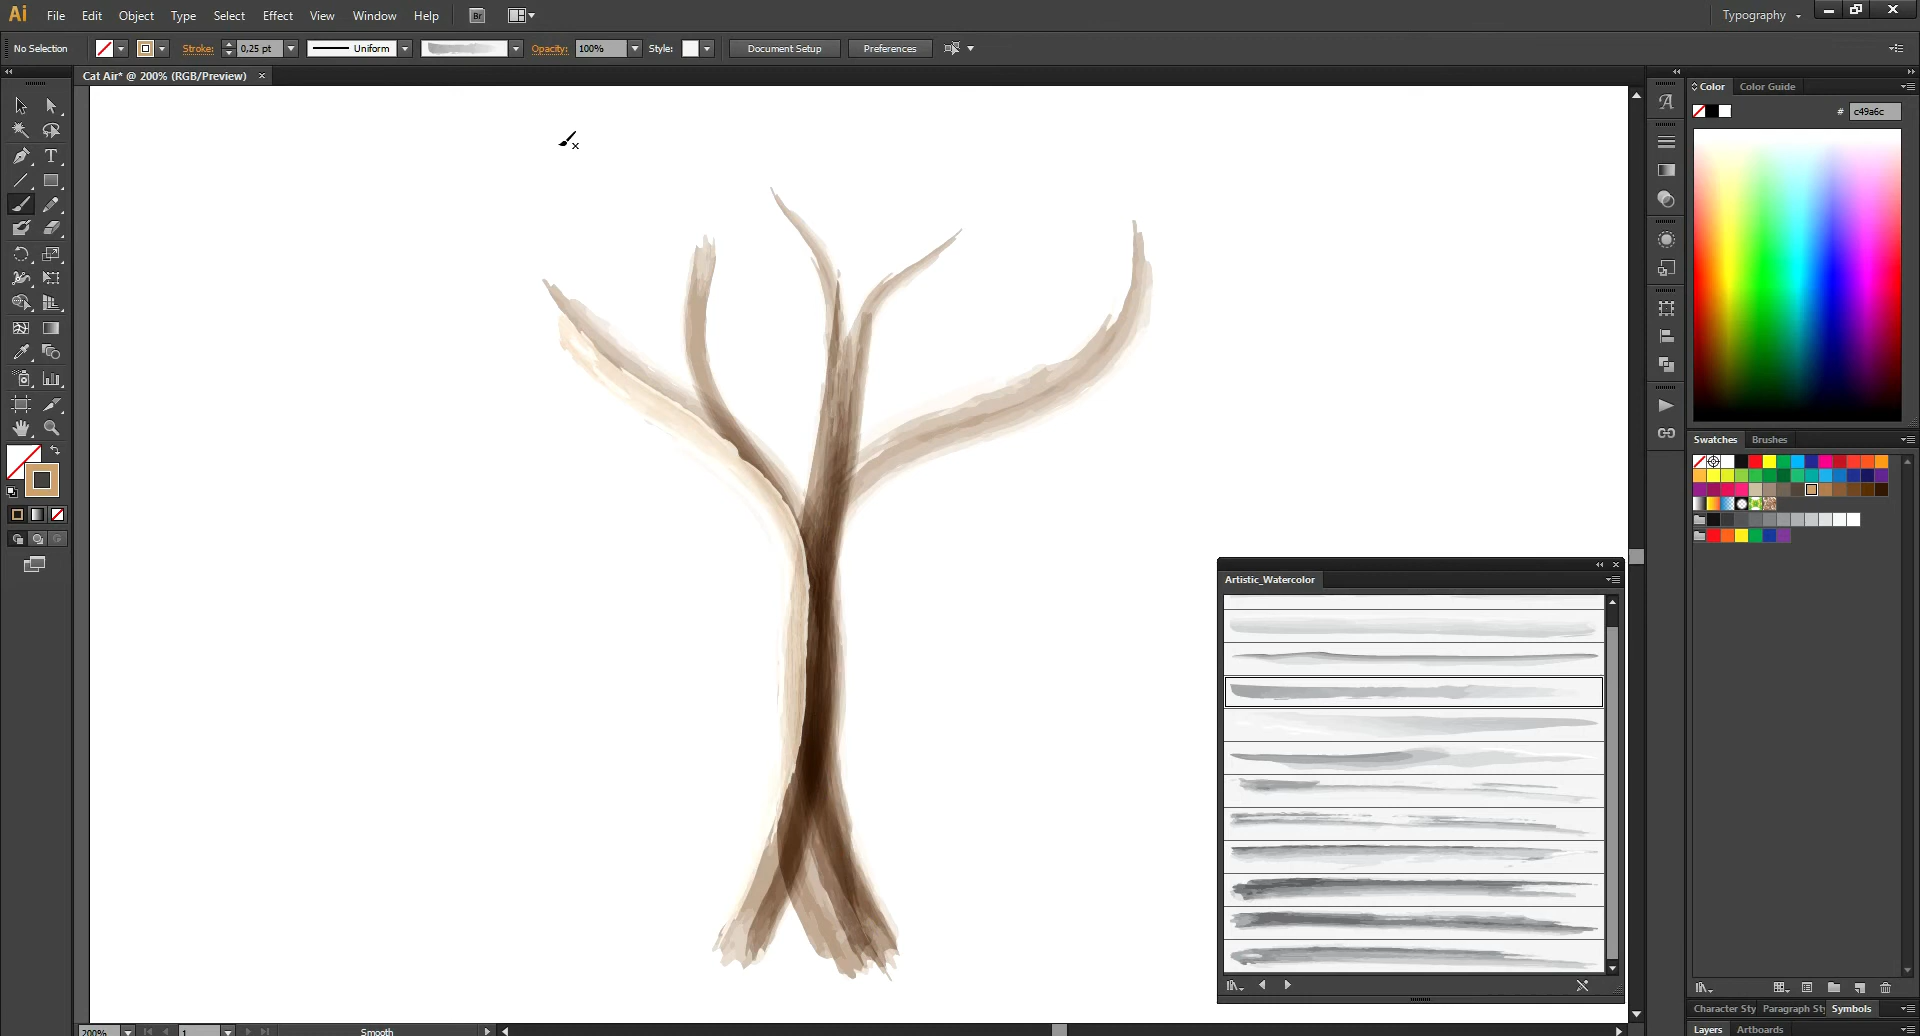 Ai File Edit Object Type Select Effect View Window Help Br Typography
No Selection Stroke: 0,25 pt Uniform Opacity: 100% Style: Document Setup Preferences
Cat Air* @ 200% (RGB/Preview)
Color Color Guide
# c49a6c
Swatches Brushes
Artistic_Watercolor
Character Sty Paragraph Sty Symbols
Layers Artboards
200% 1 Smooth